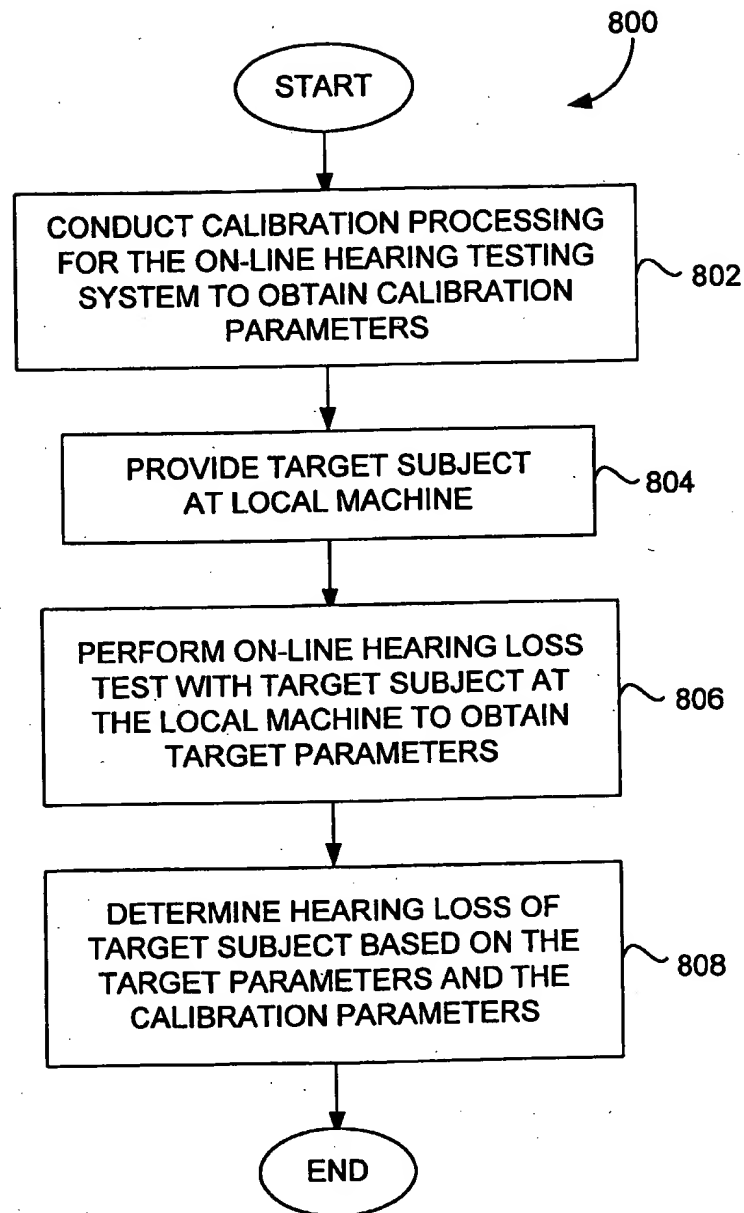 800
START
CONDUCT CALIBRATION PROCESSING
FOR THE ON-LINE HEARING TESTING
SYSTEM TO OBTAIN CALIBRATION
PARAMETERS
802
PROVIDE TARGET SUBJECT
AT LOCAL MACHINE
804
PERFORM ON-LINE HEARING LOSS
TEST WITH TARGET SUBJECT AT
THE LOCAL MACHINE TO OBTAIN
TARGET PARAMETERS
806
DETERMINE HEARING LOSS OF
TARGET SUBJECT BASED ON THE
TARGET PARAMETERS AND THE
CALIBRATION PARAMETERS
808
END